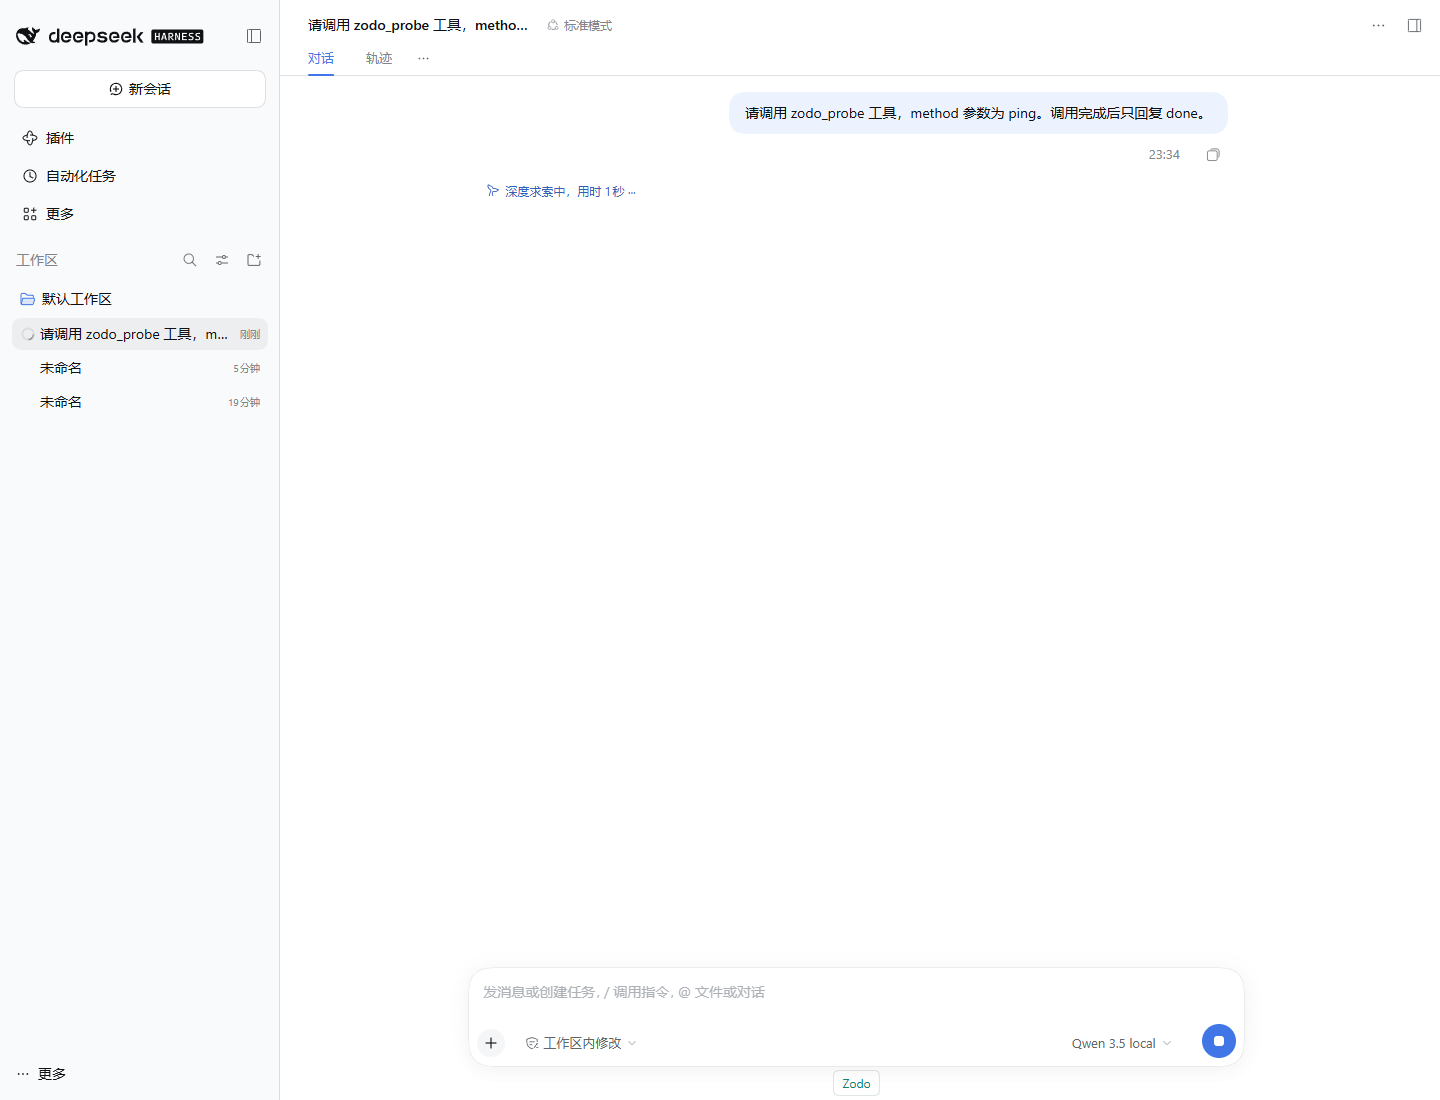 deepseek HARNESS
新会话
插件
自动化任务
更多
工作区
默认工作区
请调用 zodo_probe 工具，m... 刚刚
未命名 5分钟
未命名 19分钟
... 更多
请调用 zodo_probe 工具，metho... 标准模式
对话 轨迹 ...
请调用 zodo_probe 工具，method 参数为 ping。调用完成后只回复 done。
23:34
深度求索中，用时 1秒 ...
发消息或创建任务, / 调用指令, @ 文件或对话
工作区内修改 Qwen 3.5 local
Zodo